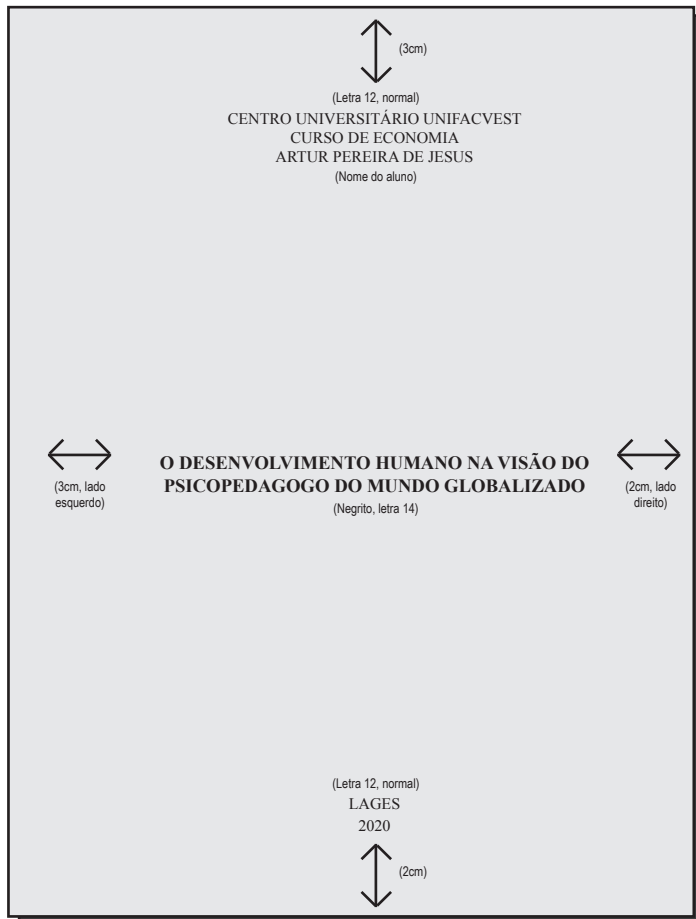 (3cm)
(Letra 12, normal)
CENTRO UNIVERSITÁRIO UNIFACVEST
CURSO DE ECONOMIA
ARTUR PEREIRA DE JESUS
(Nome do aluno)
O DESENVOLVIMENTO HUMANO NA VISÃO DO
PSICOPEDAGOGO DO MUNDO GLOBALIZADO
(Negrito, letra 14)
(3cm, lado
esquerdo)
(2cm, lado
direito)
(Letra 12, normal)
LAGES
2020
(2cm)